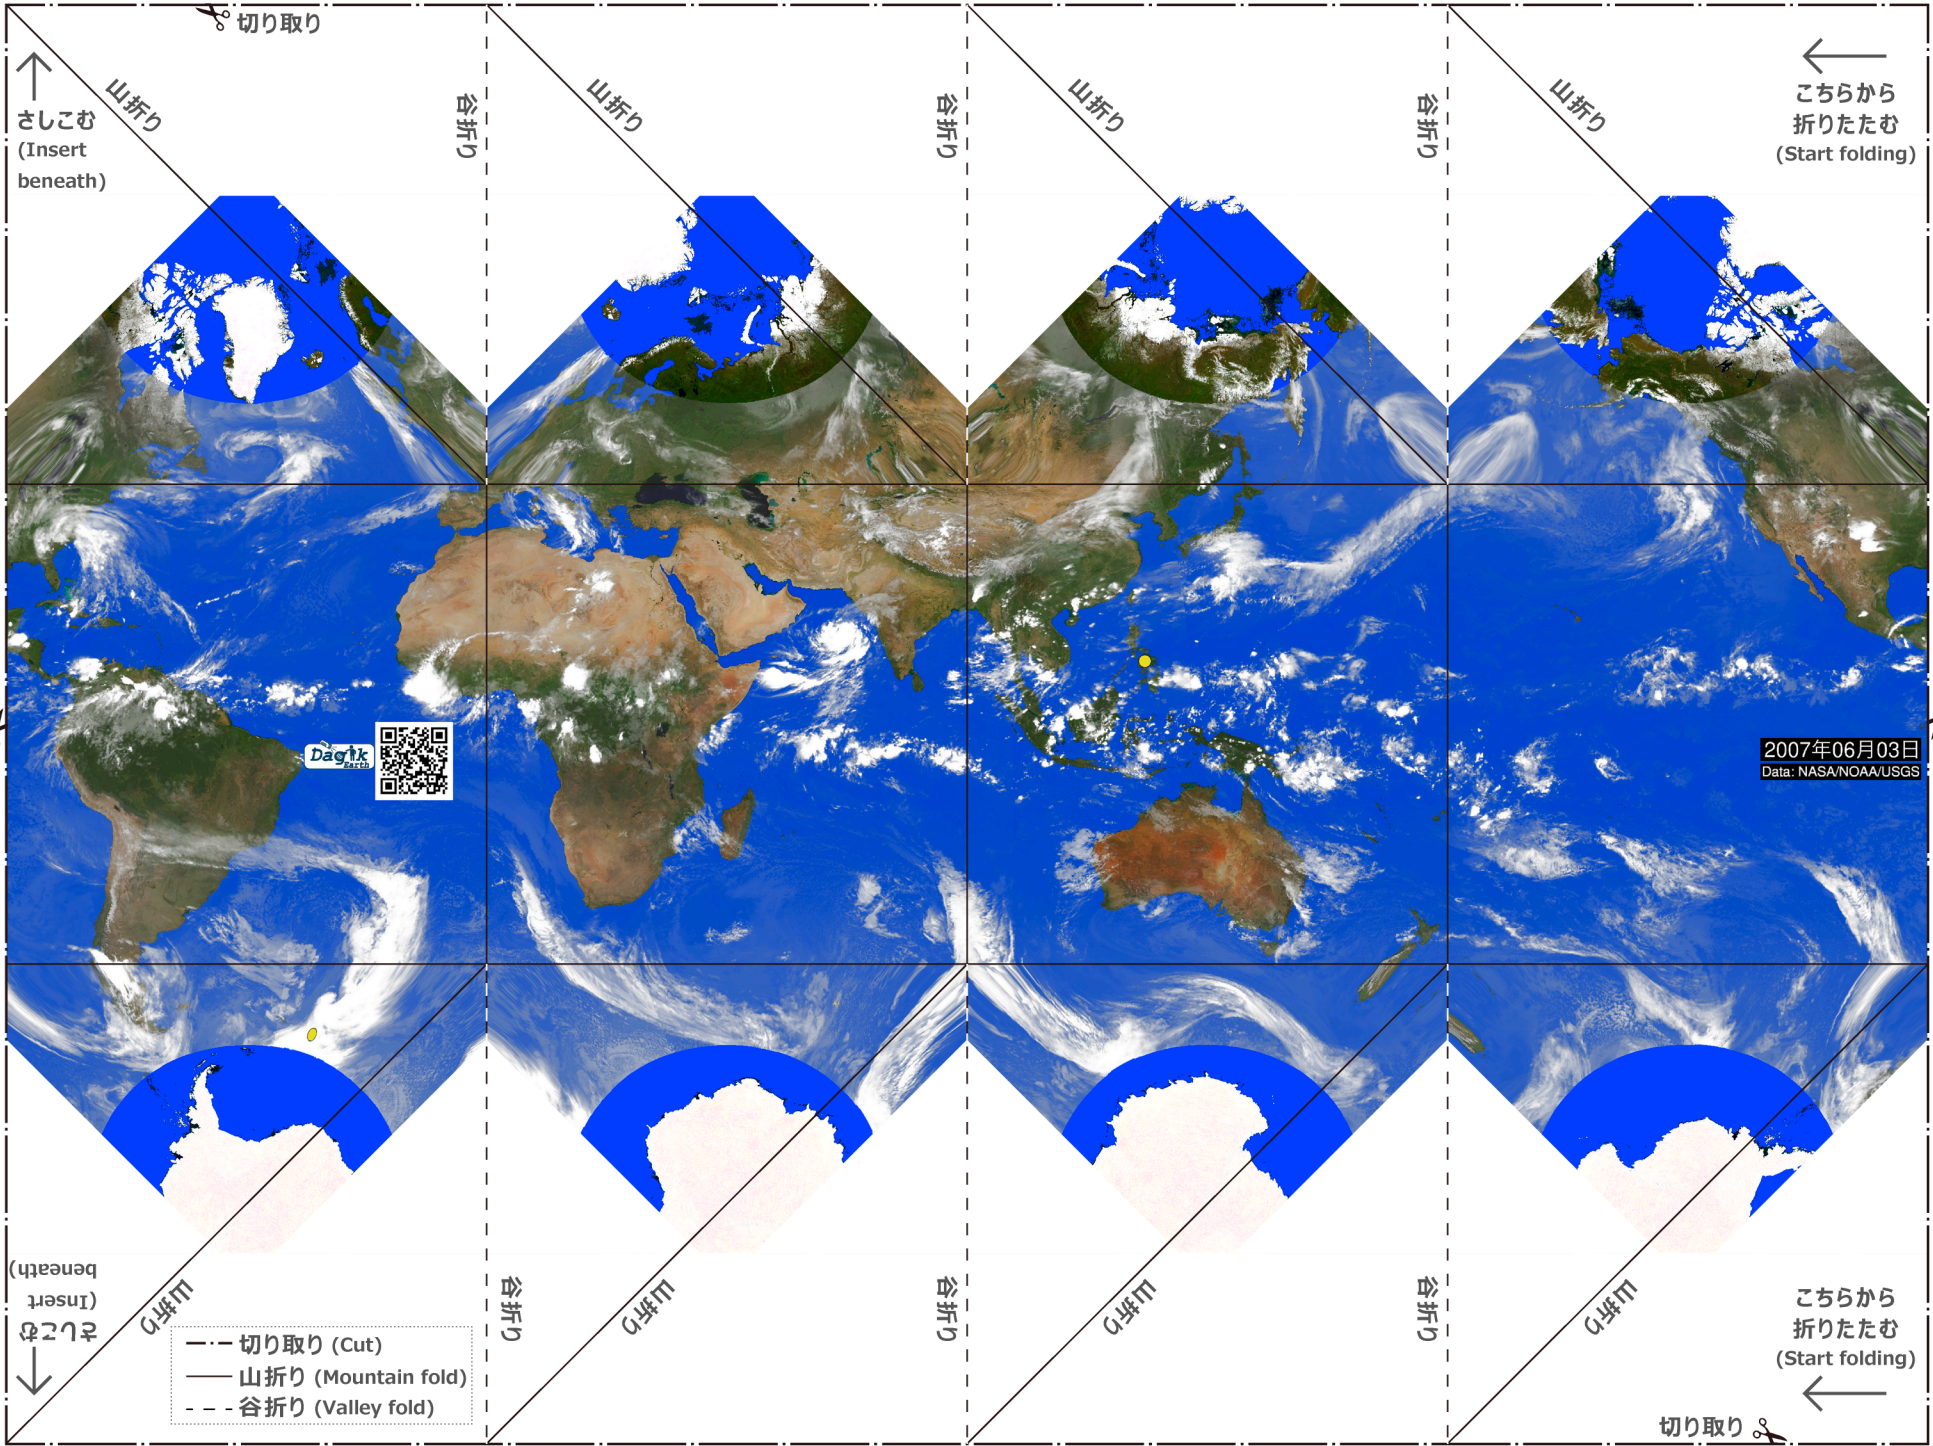 切り取り
山折り
谷折り
山折り
谷折り
山折り
谷折り
山折り
さしこむ
(Insert
beneath)
こちらから
折りたたむ
(Start folding)
Dagik
Earth
2007年06月03日
Data: NASA/NOAA/USGS
さしこむ
(Insert
beneath)
山折り
谷折り
山折り
谷折り
山折り
谷折り
山折り
こちらから
折りたたむ
(Start folding)
切り取り (Cut)
山折り (Mountain fold)
谷折り (Valley fold)
切り取り